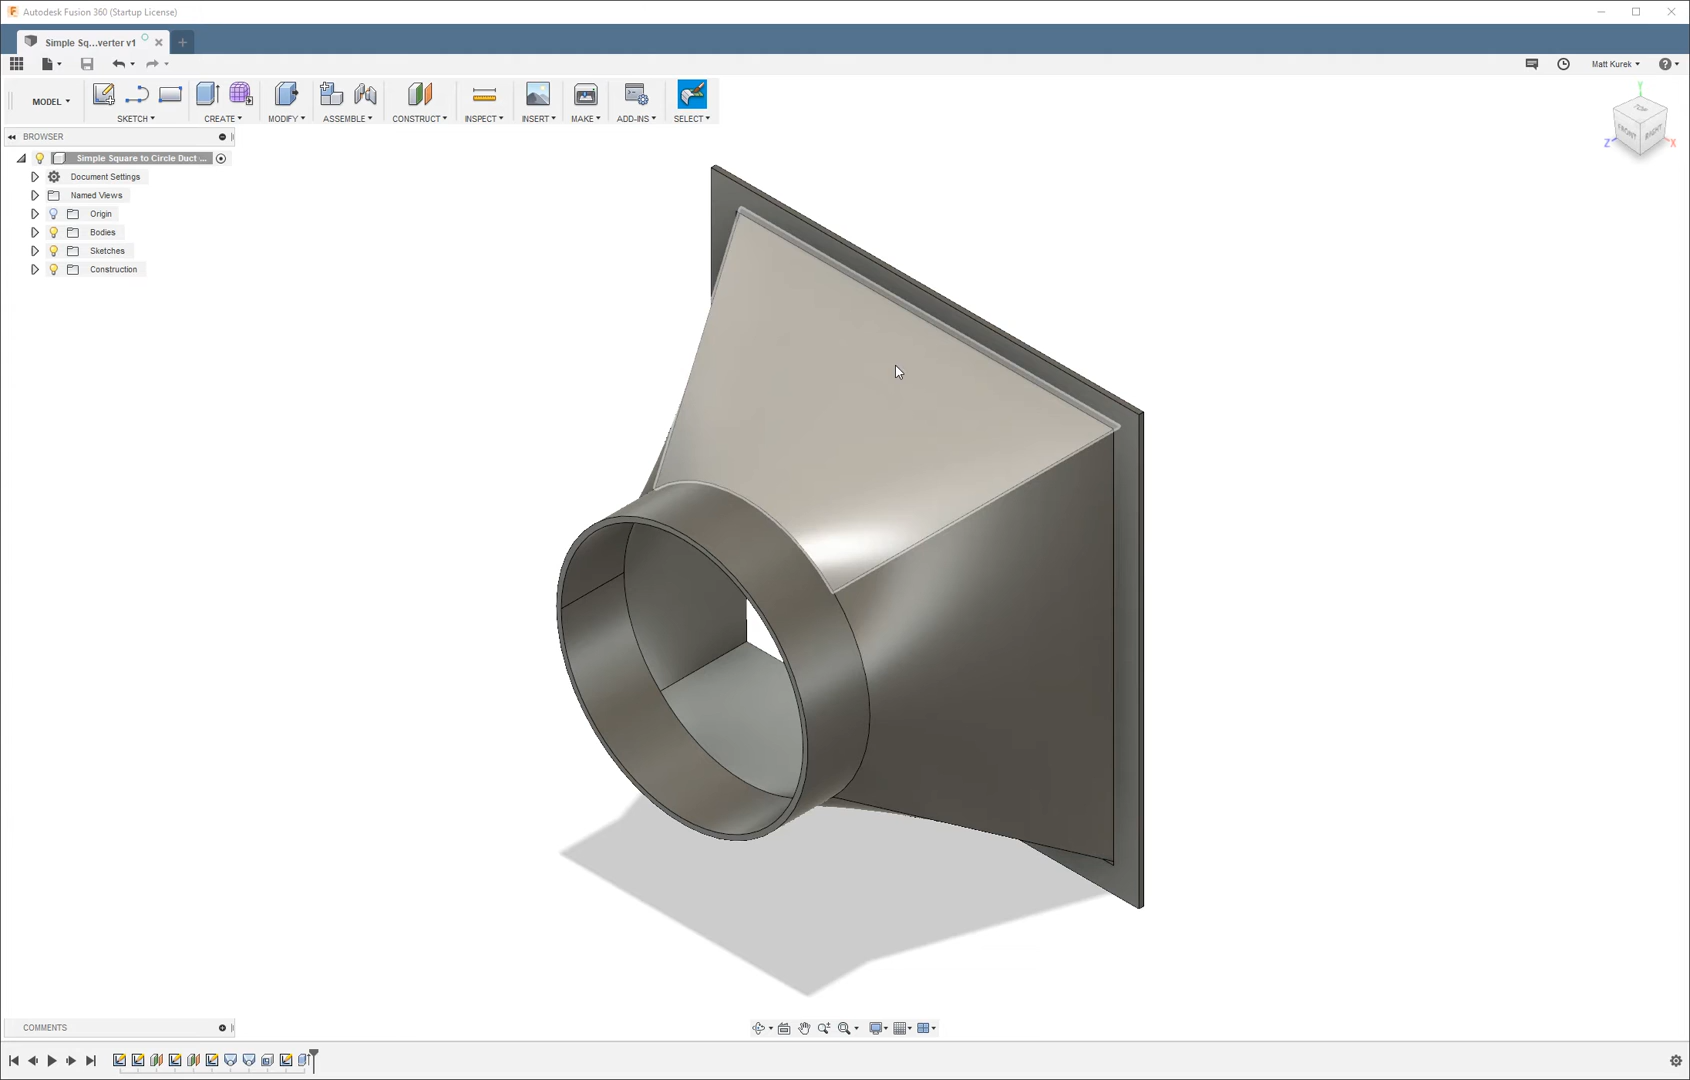 Autodesk Fusion 360 (Startup License)
Simple Sq...verter v1
Matt Kurek
MODEL
SKETCH
CREATE
MODIFY
ASSEMBLE
CONSTRUCT
INSPECT
INSERT
MAKE
ADD-INS
SELECT
Y
TOP
FRONT
RIGHT
Z
X
BROWSER
Simple Square to Circle Duct ...
Document Settings
Named Views
Origin
Bodies
Sketches
Construction
COMMENTS